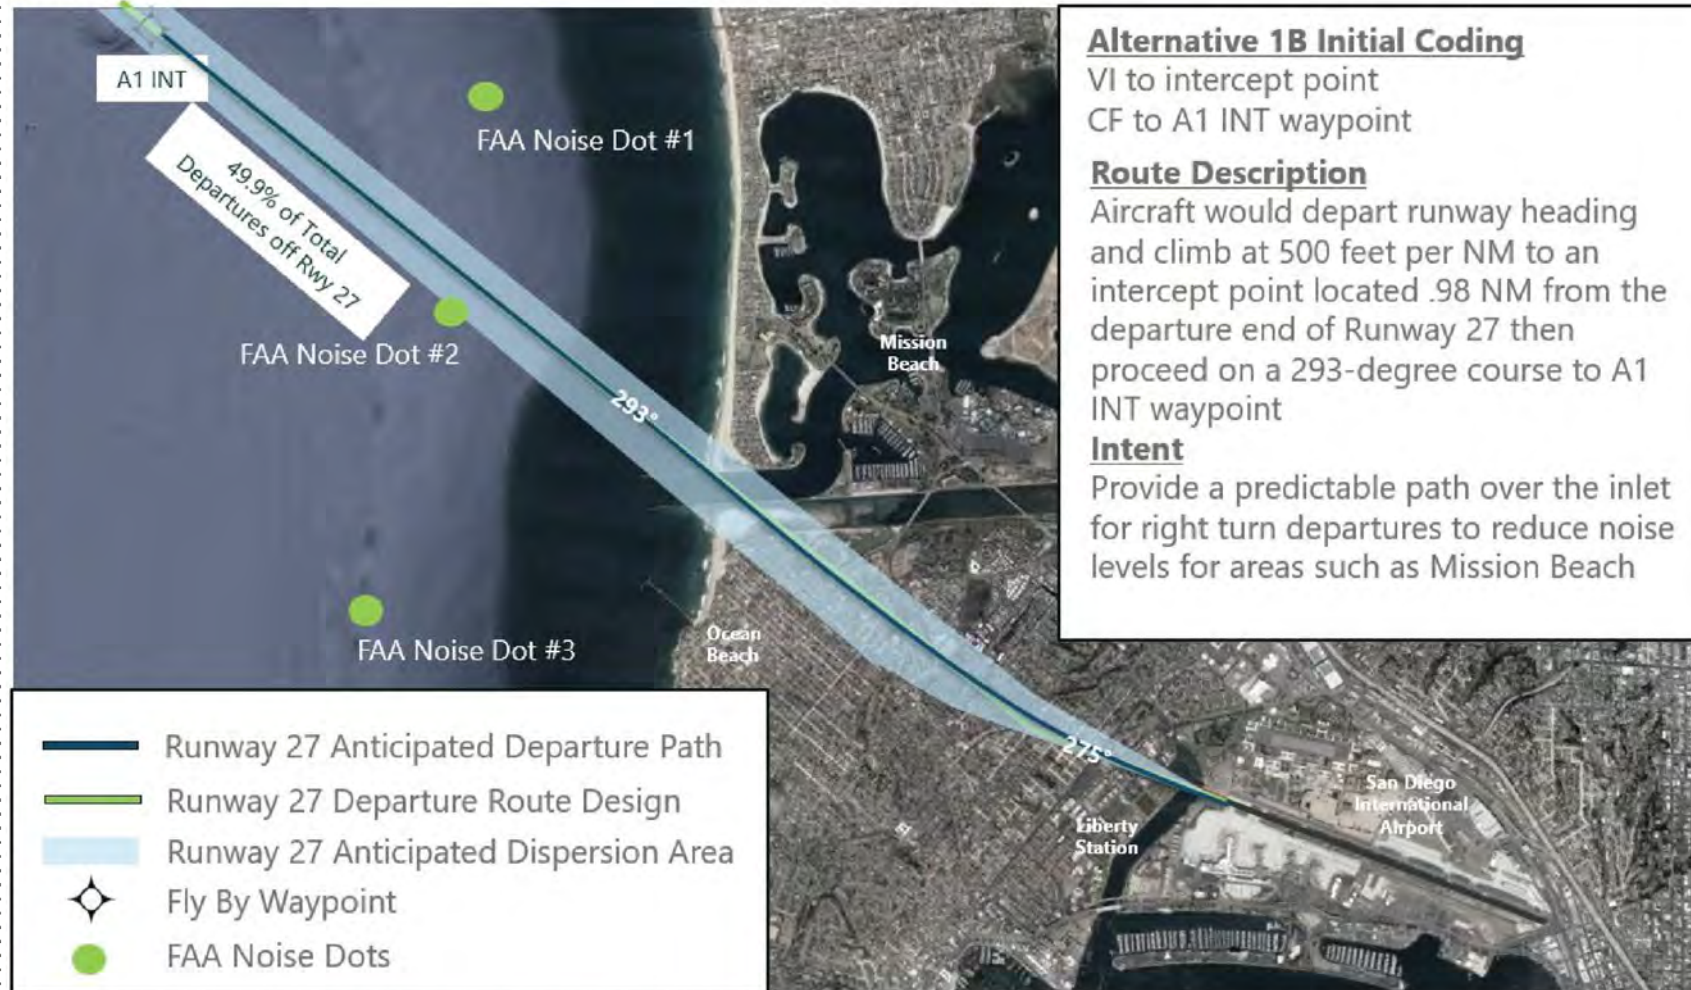 A1 INT
49.9% of Total
Departures off Rwy 27
FAA Noise Dot #1
FAA Noise Dot #2
FAA Noise Dot #3
293°
275°
Mission
Beach
Ocean
Beach
Liberty
Station
San Diego
International
Airport
Alternative 1B Initial Coding
VI to intercept point
CF to A1 INT waypoint
Route Description
Aircraft would depart runway heading
and climb at 500 feet per NM to an
intercept point located .98 NM from the
departure end of Runway 27 then
proceed on a 293-degree course to A1
INT waypoint
Intent
Provide a predictable path over the inlet
for right turn departures to reduce noise
levels for areas such as Mission Beach
Runway 27 Anticipated Departure Path
Runway 27 Departure Route Design
Runway 27 Anticipated Dispersion Area
Fly By Waypoint
FAA Noise Dots